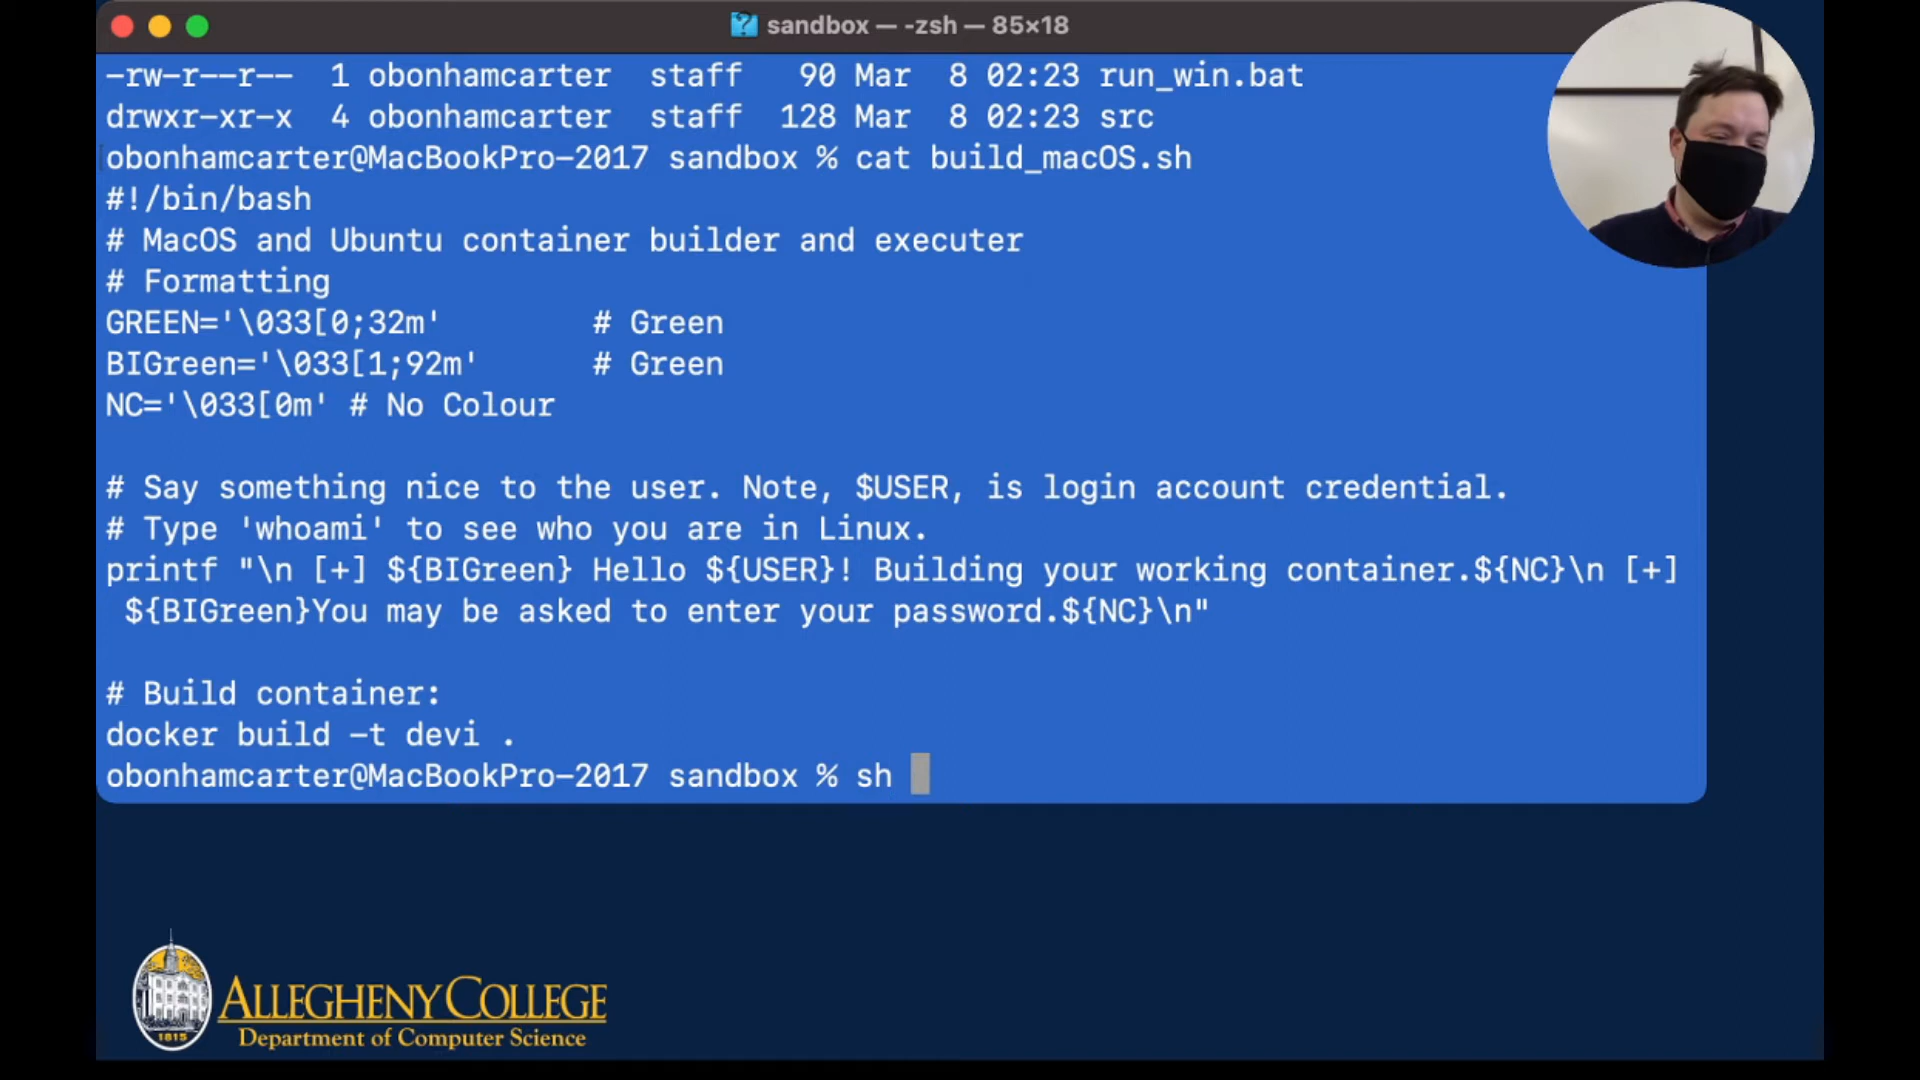 sandbox — -zsh — 85×18
-rw-r--r--  1 obonhamcarter  staff   90 Mar  8 02:23 run_win.bat
drwxr-xr-x  4 obonhamcarter  staff  128 Mar  8 02:23 src
obonhamcarter@MacBookPro-2017 sandbox % cat build_macOS.sh
#!/bin/bash
# MacOS and Ubuntu container builder and executer
# Formatting
GREEN='\033[0;32m'        # Green
BIGreen='\033[1;92m'      # Green
NC='\033[0m' # No Colour
# Say something nice to the user. Note, $USER, is login account credential.
# Type 'whoami' to see who you are in Linux.
printf "\n [+] ${BIGreen} Hello ${USER}! Building your working container.${NC}\n [+]
 ${BIGreen}You may be asked to enter your password.${NC}\n"
# Build container:
docker build -t devi .
obonhamcarter@MacBookPro-2017 sandbox % sh
1815
ALLEGHENY COLLEGE
Department of Computer Science